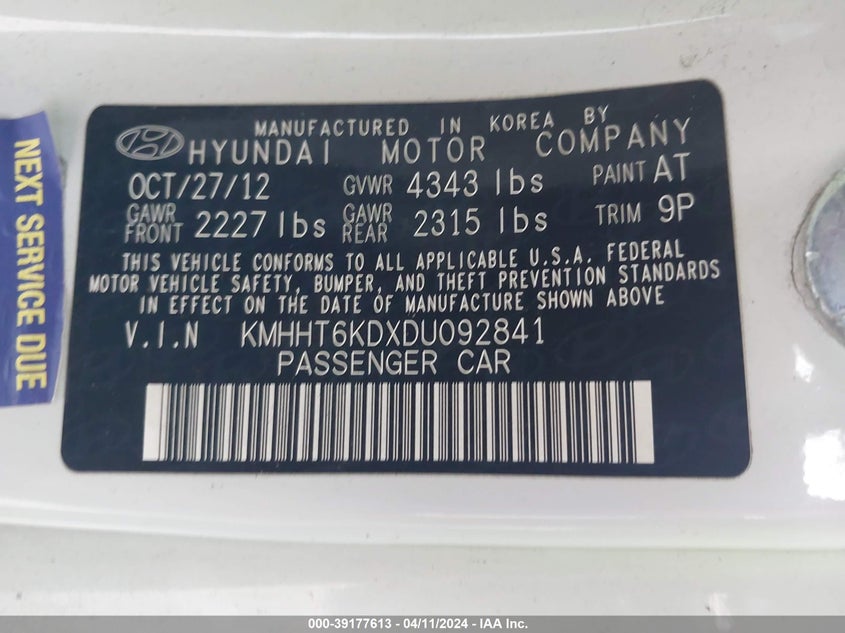 MANUFACTURED IN KOREA BY
HYUNDAI MOTOR COMPANY
OCT/27/12 GVWR 4343 lbs PAINT AT
GAWR FRONT 2227 lbs GAWR REAR 2315 lbs TRIM 9P
THIS VEHICLE CONFORMS TO ALL APPLICABLE U.S.A. FEDERAL
MOTOR VEHICLE SAFETY, BUMPER, AND THEFT PREVENTION STANDARDS
IN EFFECT ON THE DATE OF MANUFACTURE SHOWN ABOVE
V.I.N KMHHT6KDXDU092841
PASSENGER CAR
NEXT SERVICE DUE
000-39177613 - 04/11/2024 - IAA Inc.